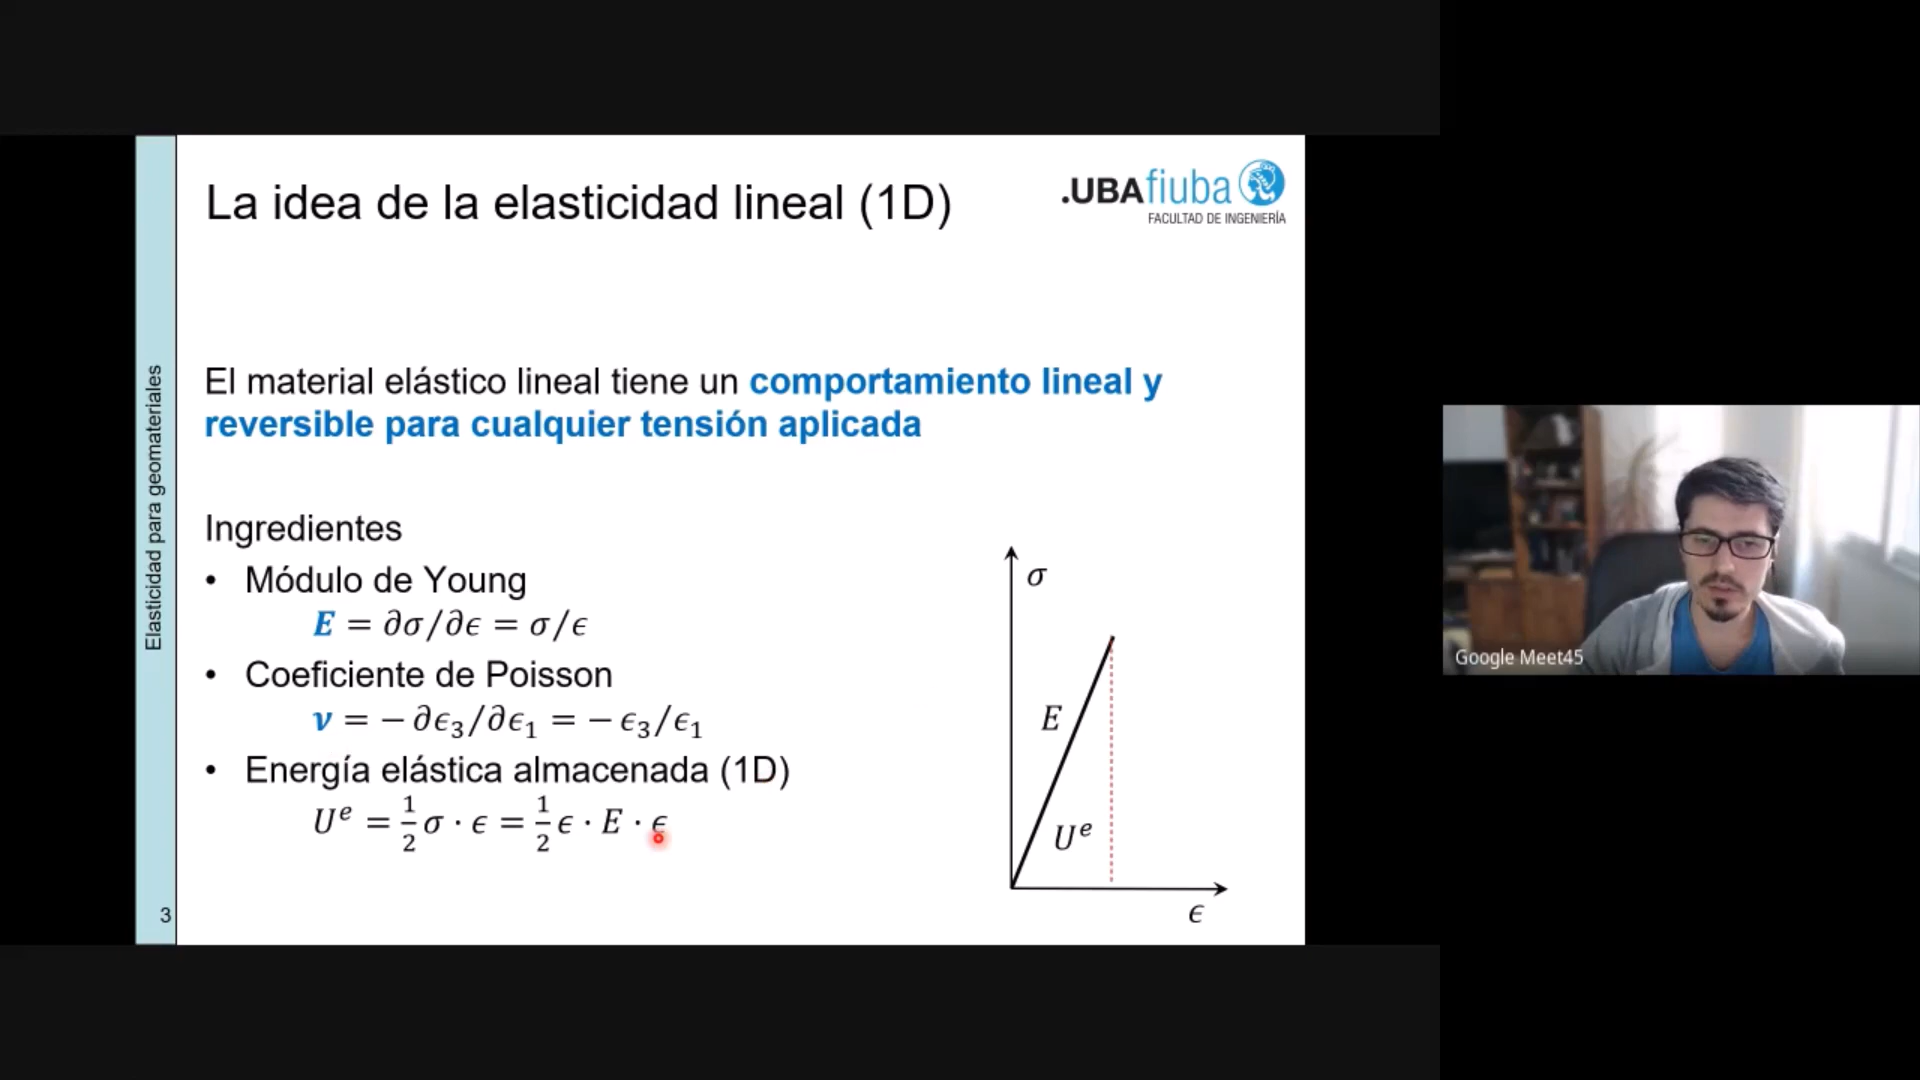 La idea de la elasticidad lineal (1D)
.UBAfiuba
FACULTAD DE INGENIERÍA
Elasticidad para geomateriales
El material elástico lineal tiene un comportamiento lineal y
reversible para cualquier tensión aplicada
Ingredientes
• Módulo de Young
E = ∂σ/∂ϵ = σ/ϵ
• Coeficiente de Poisson
ν = − ∂ϵ₃/∂ϵ₁ = − ϵ₃/ϵ₁
• Energía elástica almacenada (1D)
Uᵉ = 1/2 σ · ϵ = 1/2 ϵ · E · ϵ
σ
E
Uᵉ
ϵ
3
Google Meet45